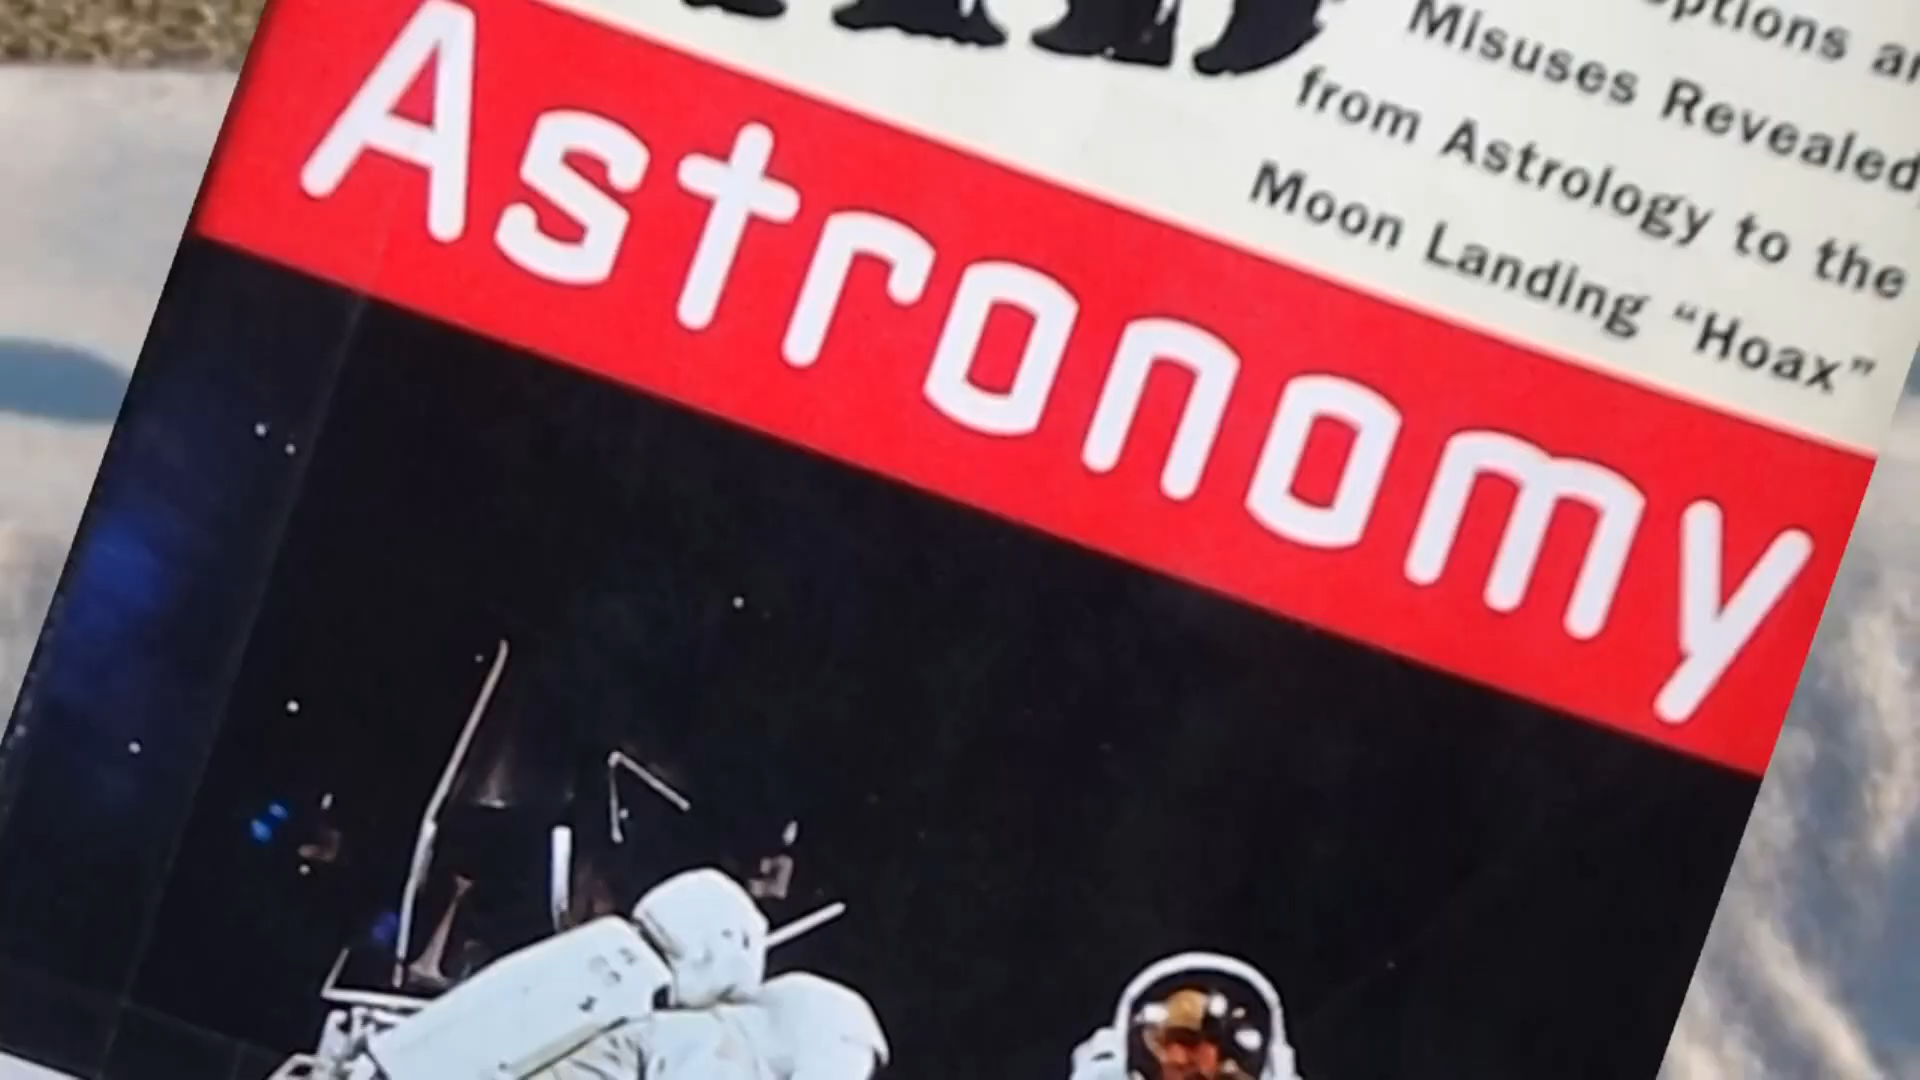 Misuses Revealed,
from Astrology to the
Moon Landing “Hoax”
Astronomy